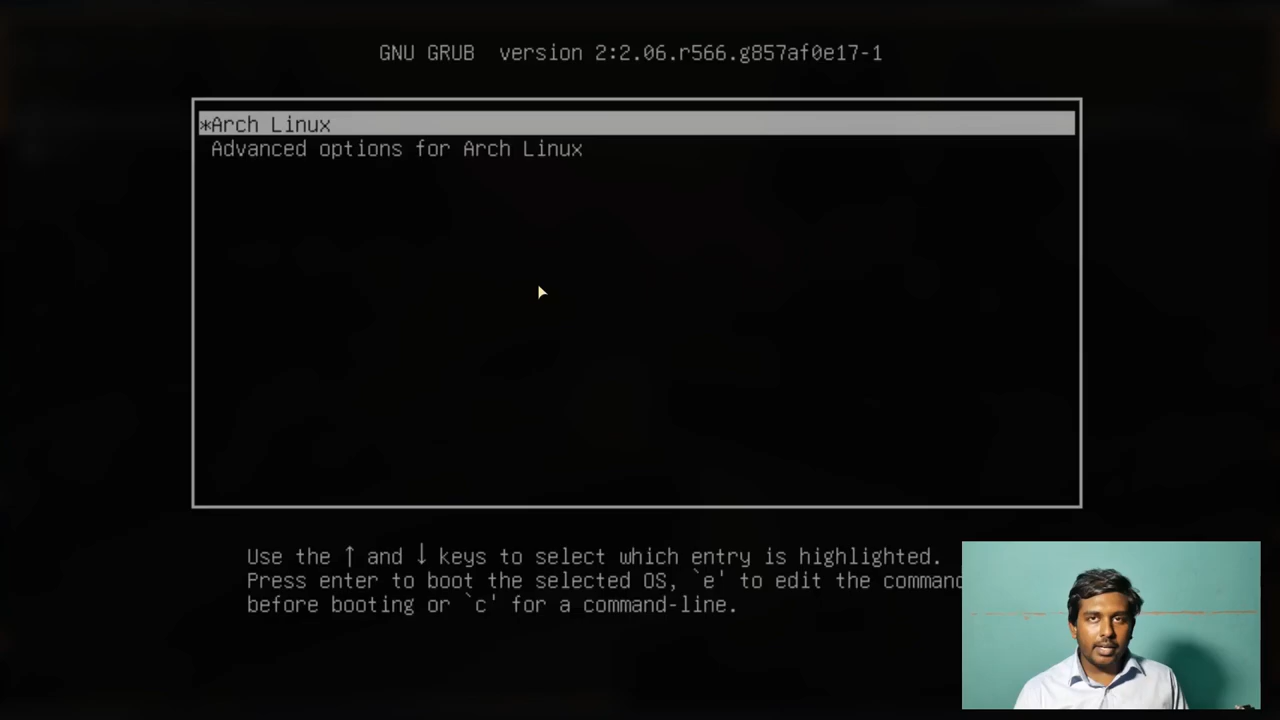 GNU GRUB  version 2:2.06.r566.g857af0e17-1
*Arch Linux
Advanced options for Arch Linux
Use the ↑ and ↓ keys to select which entry is highlighted.
Press enter to boot the selected OS, `e' to edit the command
before booting or `c' for a command-line.